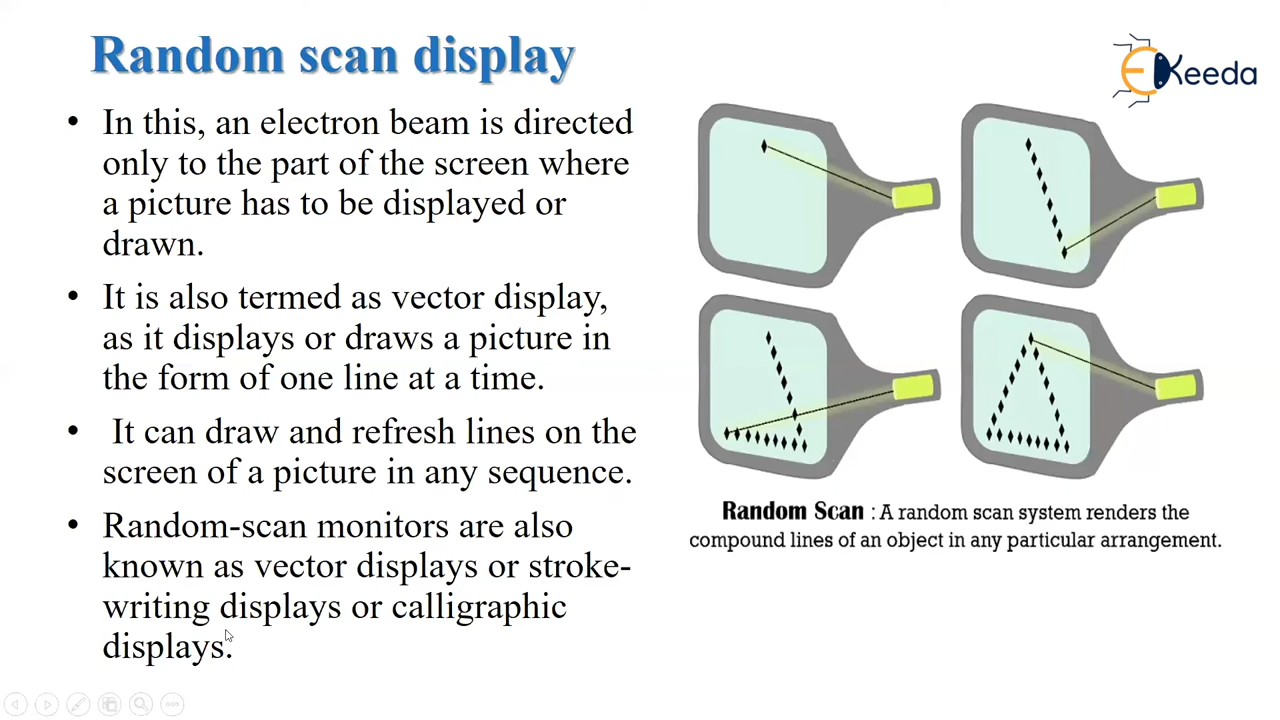 Random scan display
EKeeda
• In this, an electron beam is directed
only to the part of the screen where
a picture has to be displayed or
drawn.
• It is also termed as vector display,
as it displays or draws a picture in
the form of one line at a time.
• It can draw and refresh lines on the
screen of a picture in any sequence.
• Random-scan monitors are also
known as vector displays or stroke-
writing displays or calligraphic
displays.
Random Scan : A random scan system renders the
compound lines of an object in any particular arrangement.